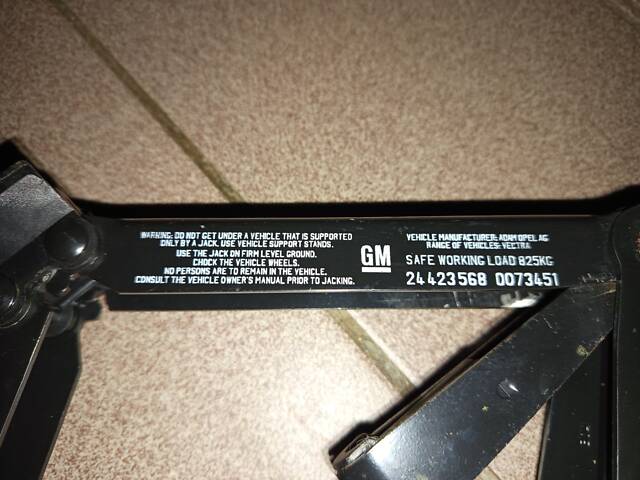 WARNING: DO NOT GET UNDER A VEHICLE THAT IS SUPPORTED
ONLY BY A JACK. USE VEHICLE SUPPORT STANDS.
USE THE JACK ON FIRM LEVEL GROUND.
CHOCK THE VEHICLE WHEELS.
NO PERSONS ARE TO REMAIN IN THE VEHICLE.
CONSULT THE VEHICLE OWNER'S MANUAL PRIOR TO JACKING.
GM
VEHICLE MANUFACTURER: ADAM OPEL AG
RANGE OF VEHICLES: VECTRA
SAFE WORKING LOAD 825KG
24 423 568 0073451